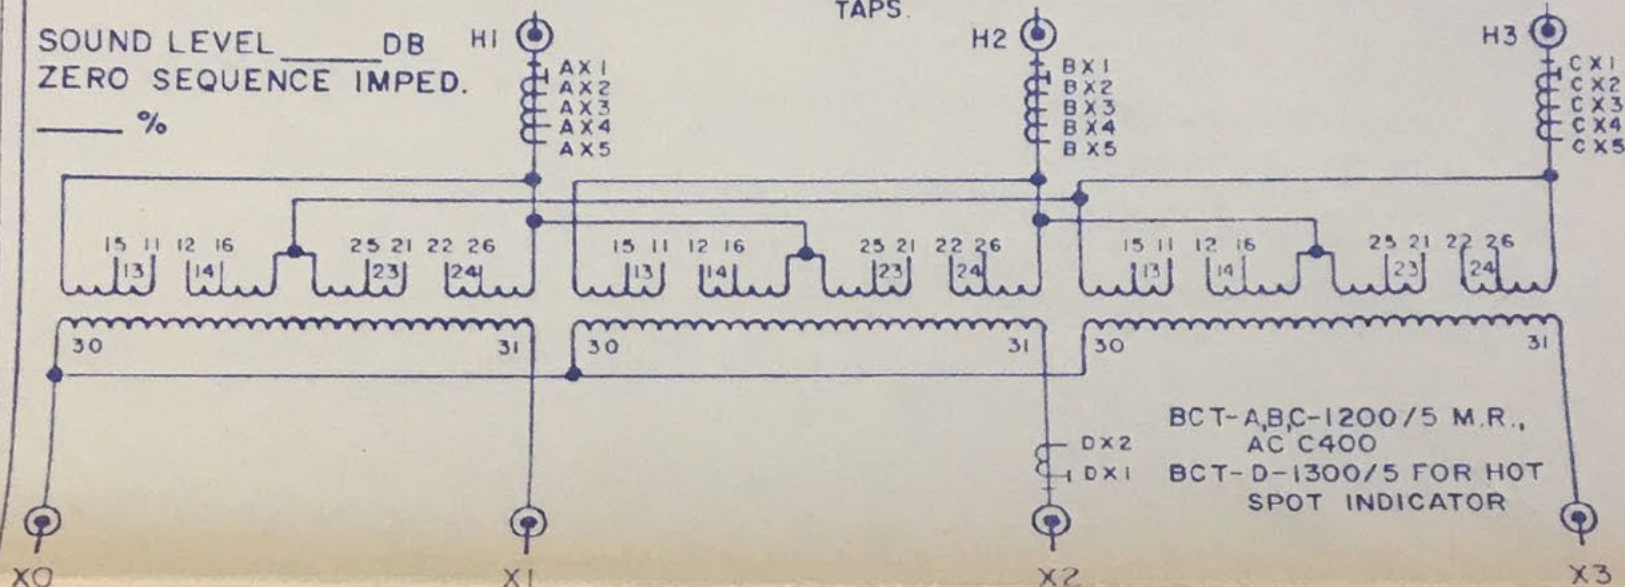 TAPS.
SOUND LEVEL ____ DB
ZERO SEQUENCE IMPED.
____ %
H1
AX1
AX2
AX3
AX4
AX5
H2
BX1
BX2
BX3
BX4
BX5
H3
CX1
CX2
CX3
CX4
CX5
15 11 12 16 25 21 22 26 15 11 12 16 25 21 22 26 15 11 12 16 25 21 22 26
13 14 23 24 13 14 23 24 13 14 23 24
30 31 30 31 30 31
DX2
DX1
BCT-A,B,C-1200/5 M.R.,
AC C400
BCT-D-1300/5 FOR HOT
SPOT INDICATOR
X0 X1 X2 X3